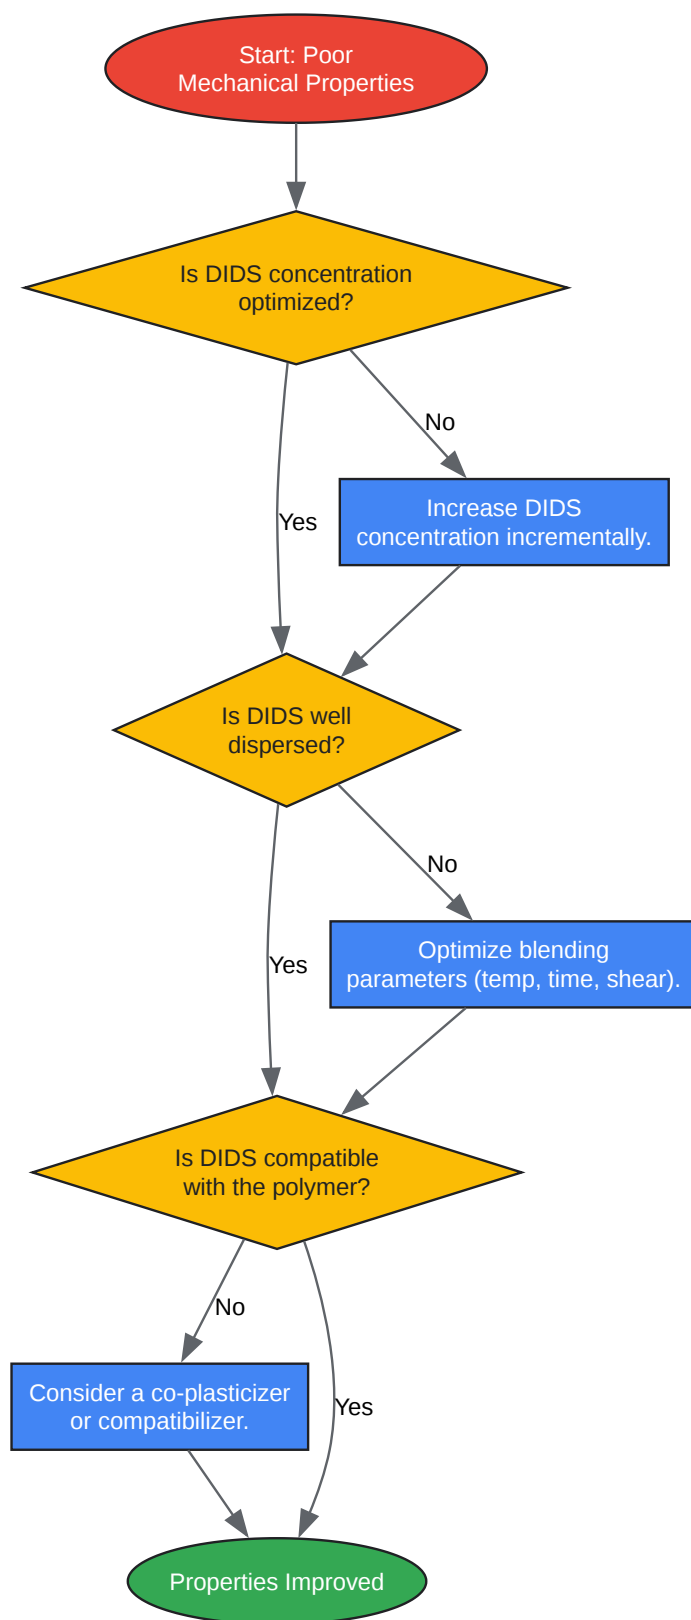 Start: Poor
Mechanical Properties
Is DIDS concentration
optimized?
No
Increase DIDS
concentration incrementally.
Yes
Is DIDS well
dispersed?
No
Optimize blending
parameters (temp, time, shear).
Yes
Is DIDS compatible
with the polymer?
No
Consider a co-plasticizer
or compatibilizer.
Yes
Properties Improved